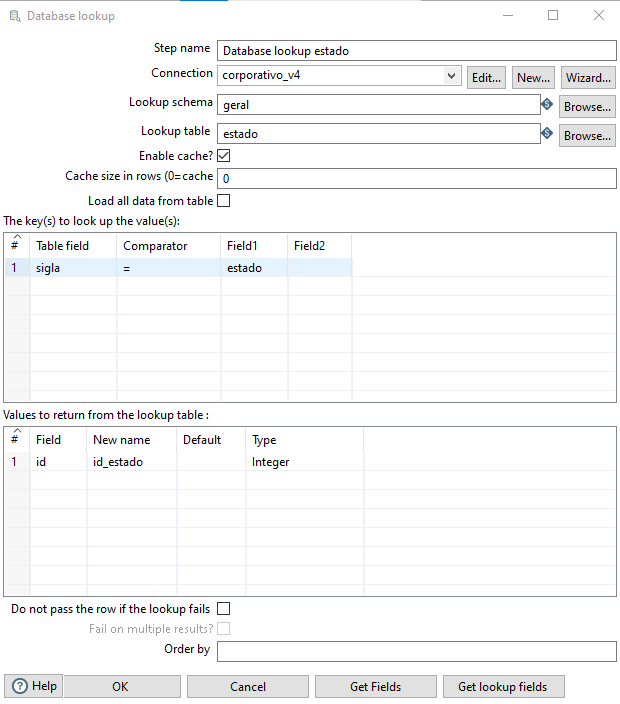 Database lookup
Step name Database lookup estado
Connection corporativo_v4 Edit... New... Wizard...
Lookup schema geral Browse...
Lookup table estado Browse...
Enable cache?
Cache size in rows (0=cache 0
Load all data from table
The key(s) to look up the value(s):
# Table field Comparator Field1 Field2
1 sigla = estado
Values to return from the lookup table :
# Field New name Default Type
1 id id_estado Integer
Do not pass the row if the lookup fails
Fail on multiple results?
Order by
Help OK Cancel Get Fields Get lookup fields